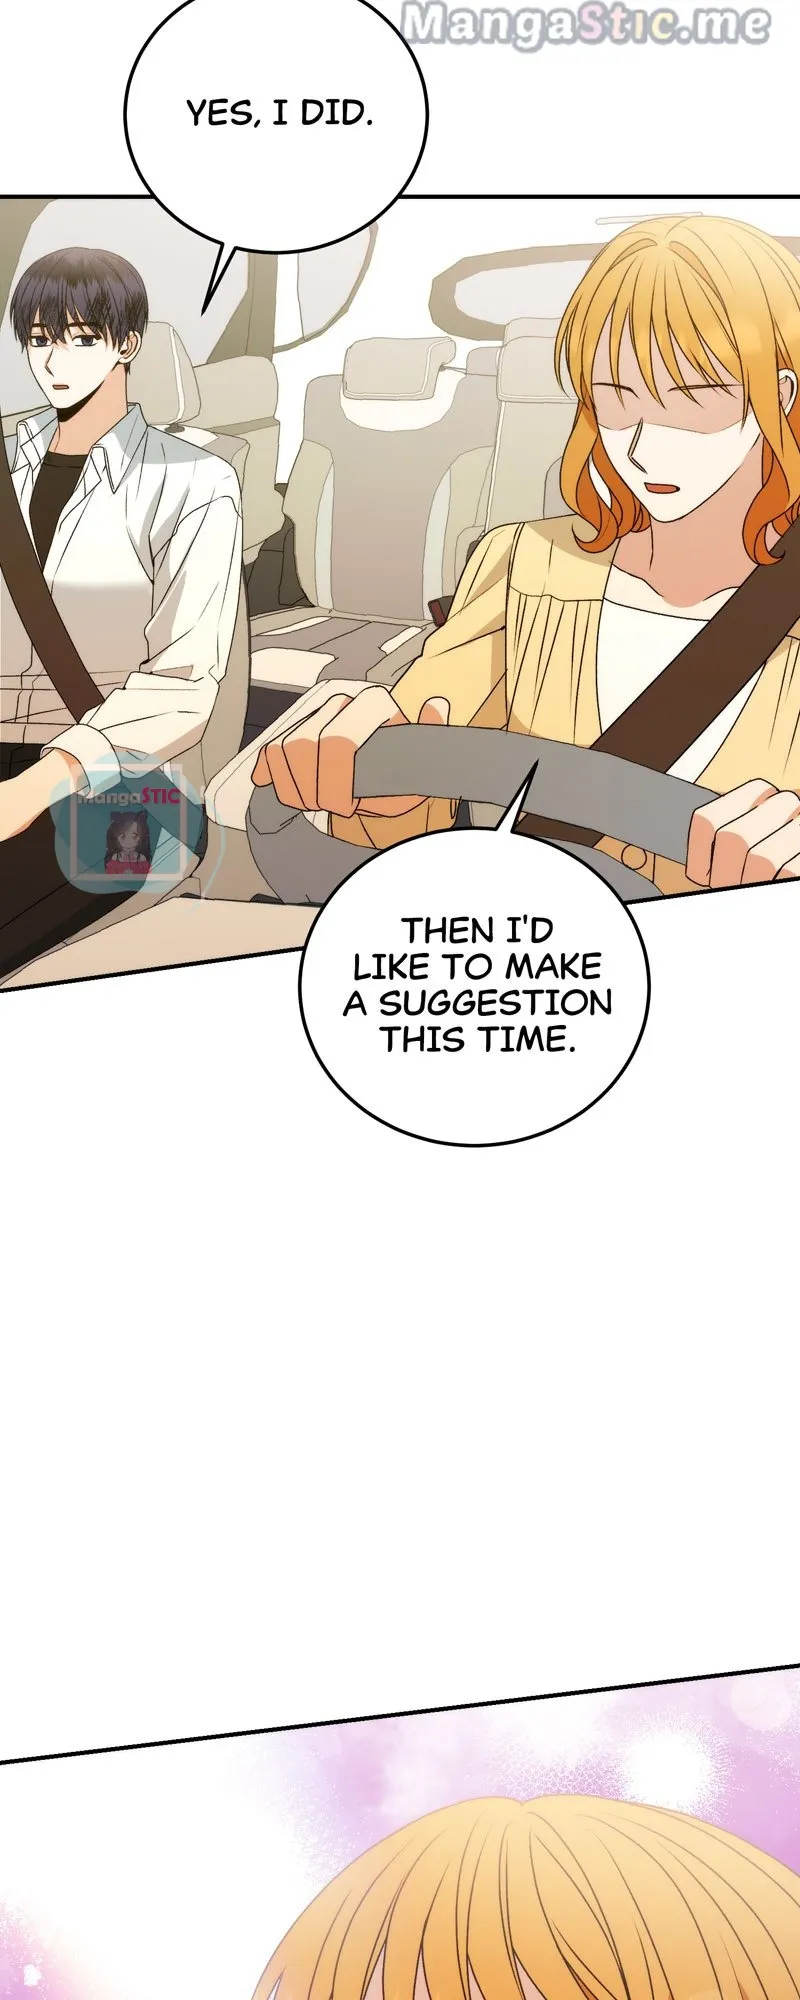 MangaStic.me
YES, I DID.
MangaSTIC
THEN I'D
LIKE TO MAKE
A SUGGESTION
THIS TIME.